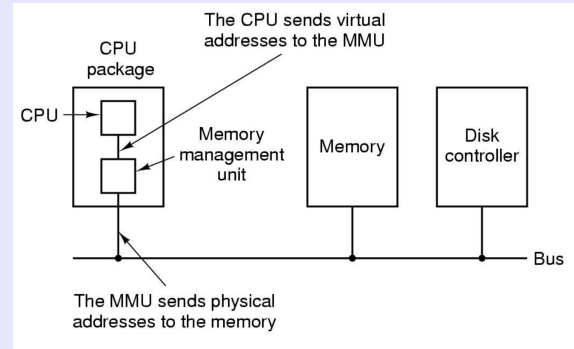 The CPU sends virtual
addresses to the MMU
CPU
package
CPU
Memory
management
unit
Memory
Disk
controller
Bus
The MMU sends physical
addresses to the memory